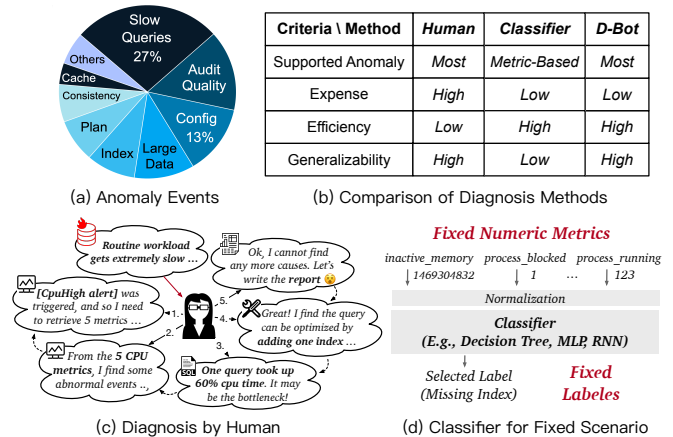 Slow
Queries
27%
Audit
Quality
Config
13%
Large
Data
Index
Plan
Consistency
Cache
Others
(a) Anomaly Events
Criteria \ Method Human Classifier D-Bot
Supported Anomaly Most Metric-Based Most
Expense High Low Low
Efficiency Low High High
Generalizability High Low High
(b) Comparison of Diagnosis Methods
Routine workload
gets extremely slow ...
[CpuHigh alert] was
triggered, and so I need
to retrieve 5 metrics ...
1.
From the 5 CPU
metrics, I find some
abnormal events ..,
2.
SQL
One query took up
60% cpu time. It may
be the bottleneck!
3.
Great! I find the query
can be optimized by
adding one index ...
4.
Ok, I cannot find
any more causes. Let's
write the report
5.
(c) Diagnosis by Human
Fixed Numeric Metrics
inactive_memory process_blocked process_running
1469304832 1 ... 123
Normalization
Classifier
(E.g., Decision Tree, MLP, RNN)
Selected Label
(Missing Index)
Fixed
Labeles
(d) Classifier for Fixed Scenario